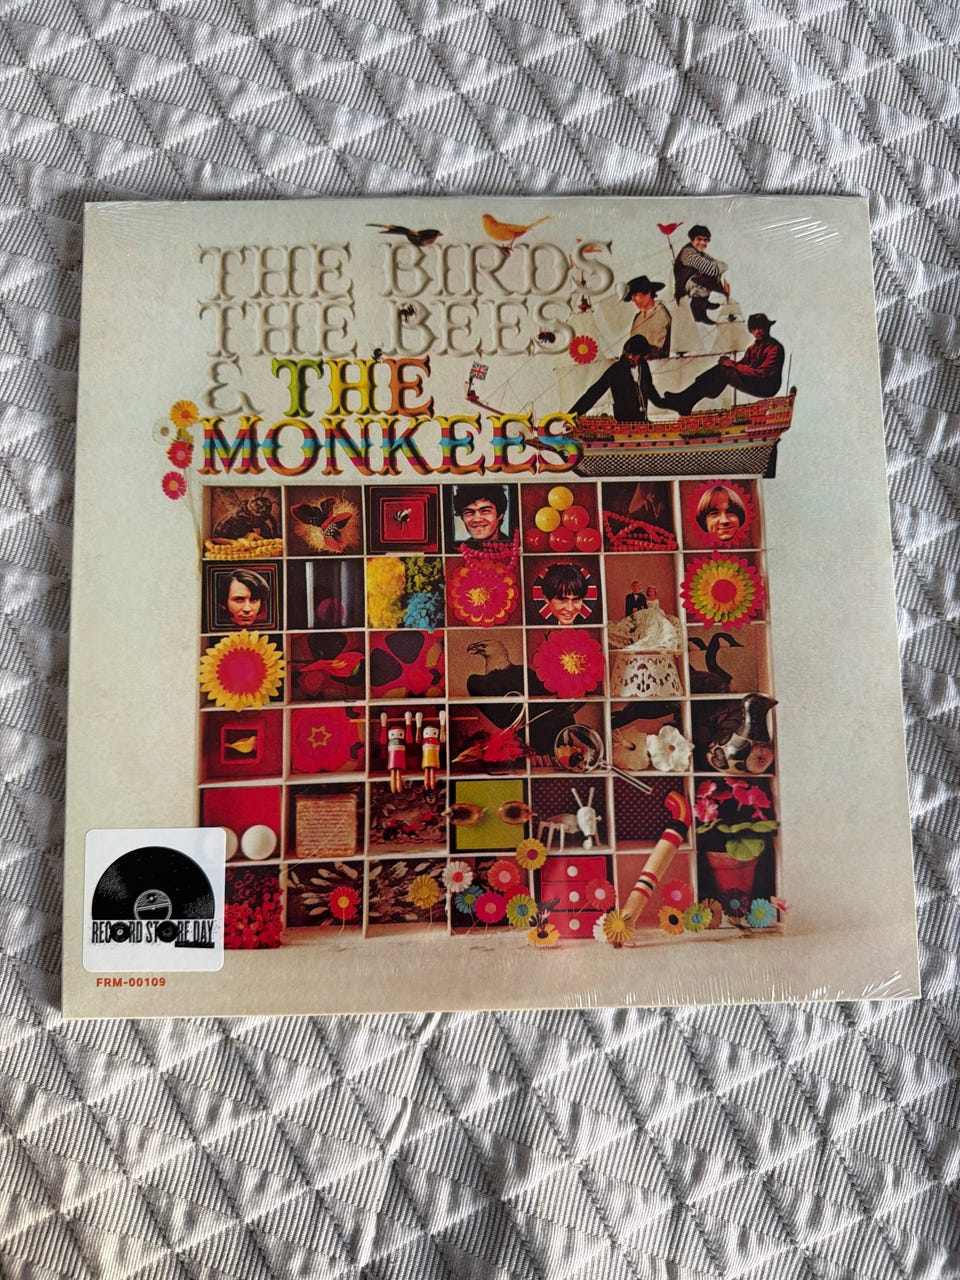 THE BIRDS,
THE BEES
& THE
MONKEES
RECORD STORE DAY
FRM-00109